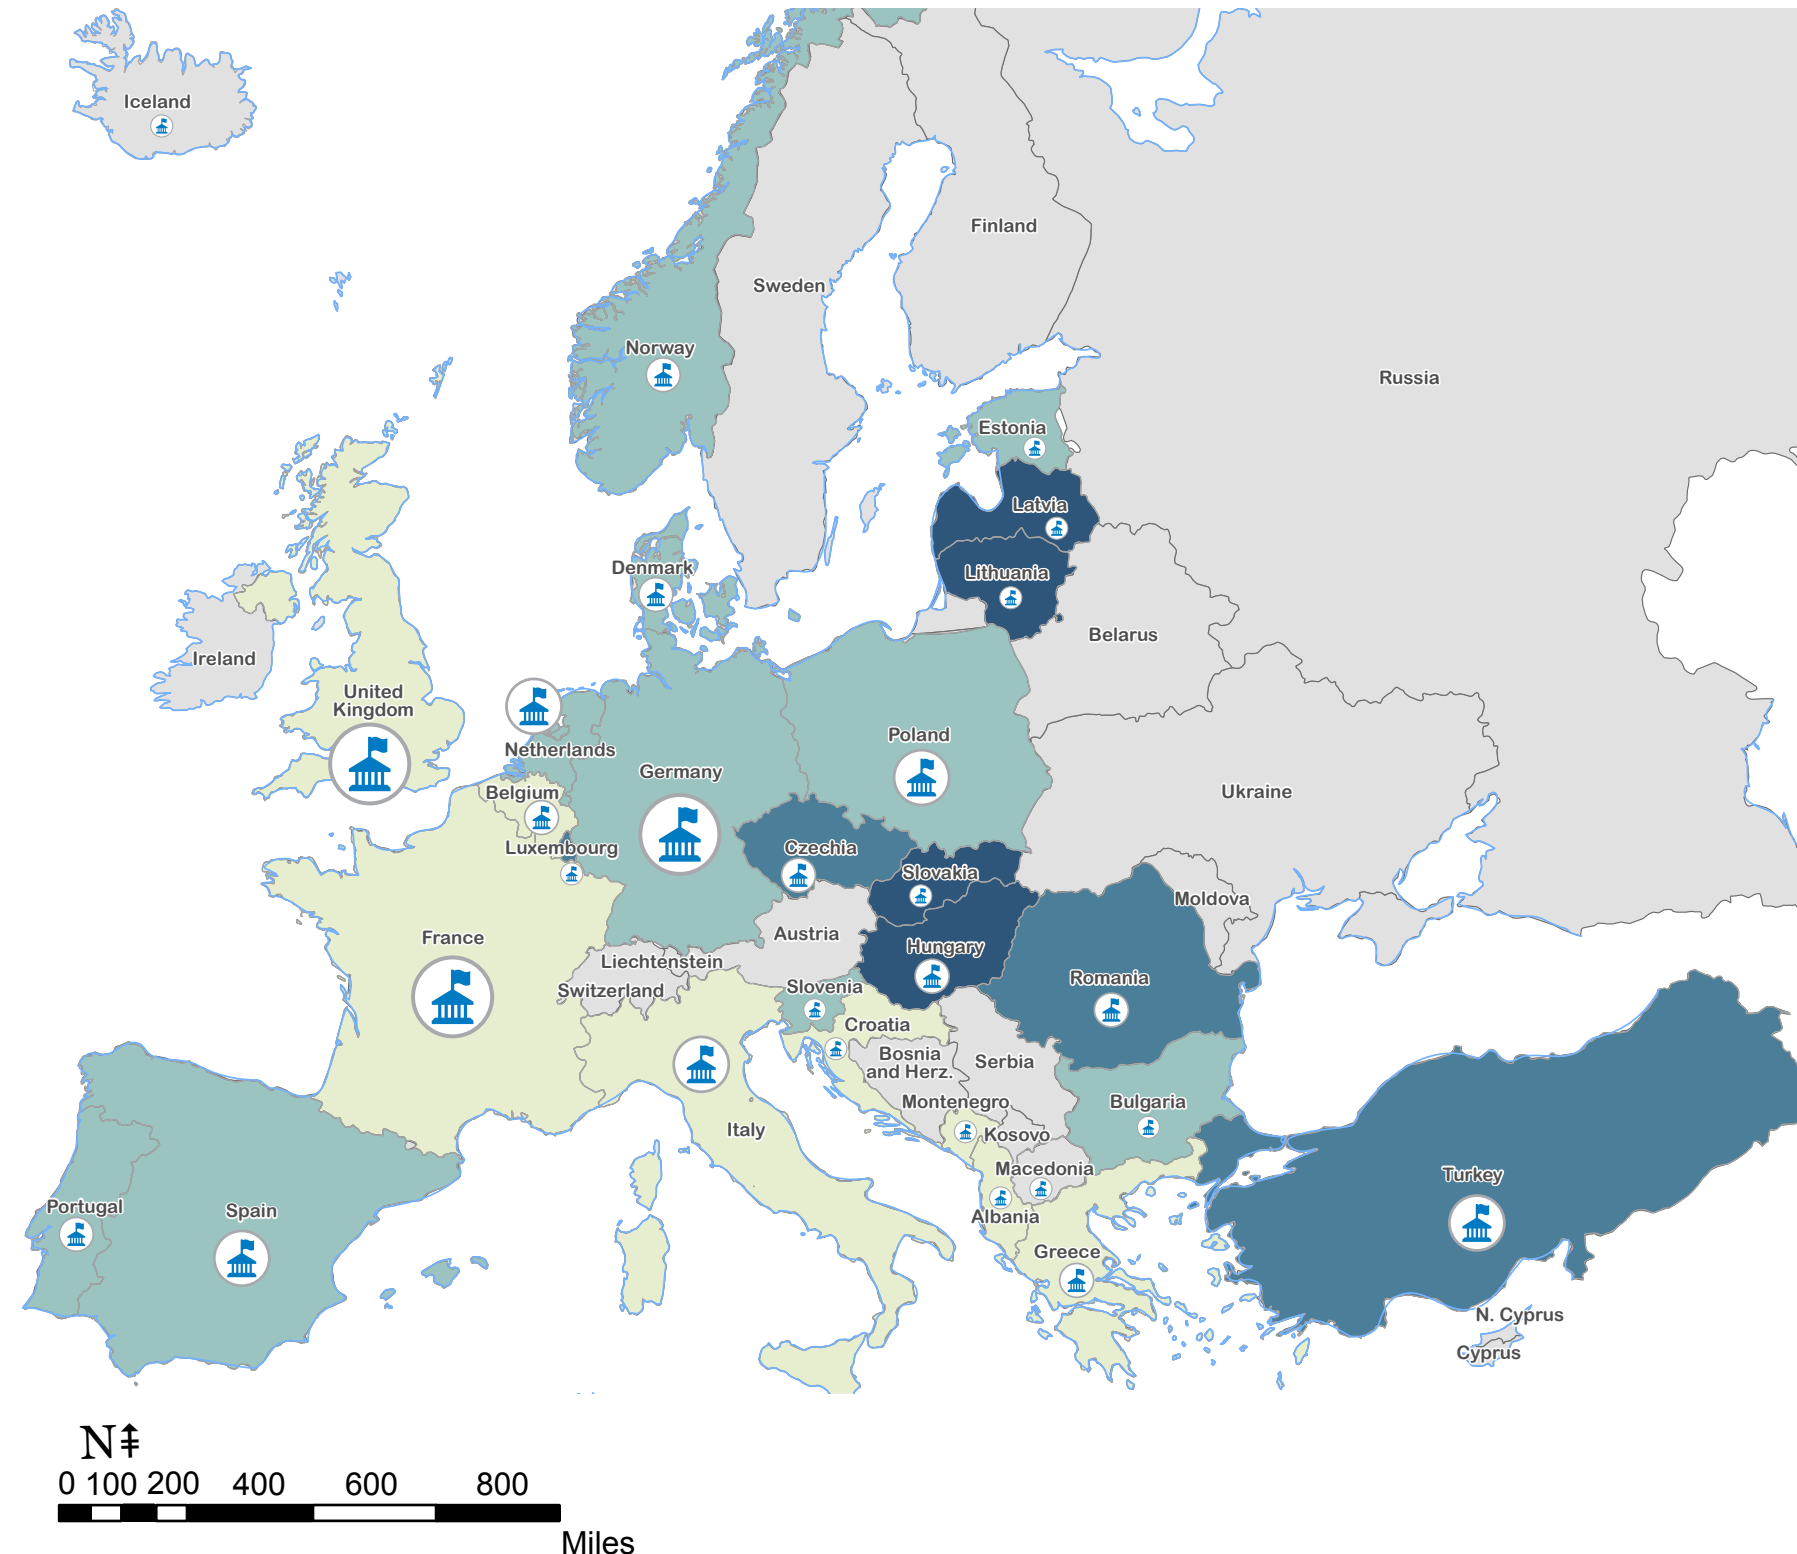 Iceland
Finland
Sweden
Norway
Russia
Estonia
Latvia
Denmark
Lithuania
Belarus
Ireland
United
Kingdom
Netherlands
Poland
Germany
Belgium
Ukraine
Luxembourg
Czechia
Slovakia
Moldova
France
Austria
Hungary
Liechtenstein
Switzerland
Slovenia
Romania
Croatia
Bosnia
and Herz.
Serbia
Montenegro
Bulgaria
Italy
Kosovo
Macedonia
Turkey
Portugal
Spain
Albania
Greece
N. Cyprus
Cyprus
N
0 100 200 400 600 800
Miles